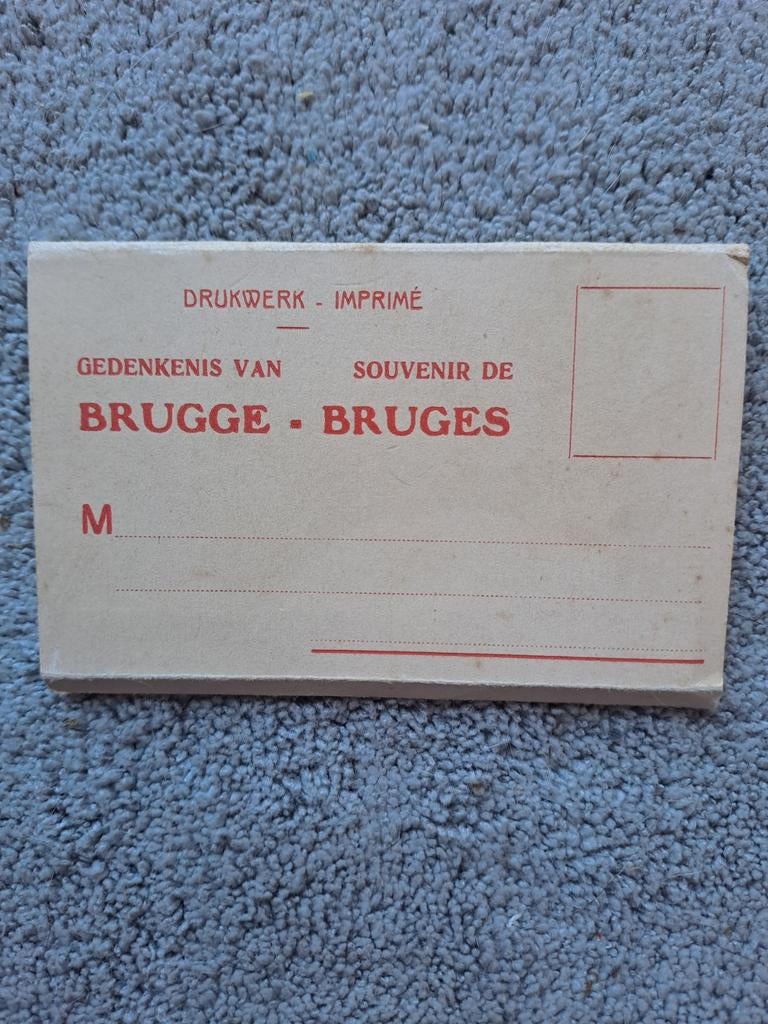 DRUKWERK - IMPRIMÉ
GEDENKENIS VAN SOUVENIR DE
BRUGGE - BRUGES
M